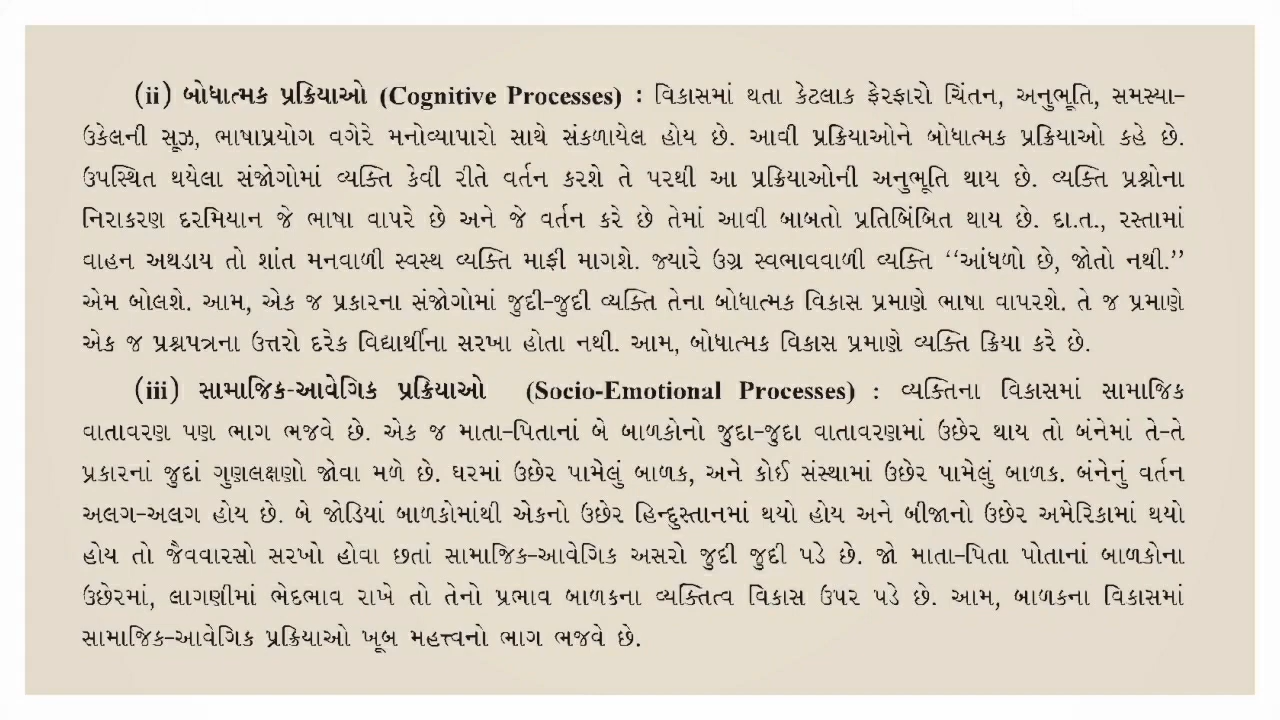 (ii) બોધાત્મક પ્રક્રિયાઓ (Cognitive Processes) : વિકાસમાં થતા કેટલાક ફેરફારો ચિંતન, અનુભૂતિ, સમસ્યા-
ઉકેલની સૂઝ, ભાષાપ્રયોગ વગેરે મનોવ્યાપારો સાથે સંકળાયેલ હોય છે. આવી પ્રક્રિયાઓને બોધાત્મક પ્રક્રિયાઓ કહે છે.
ઉપસ્થિત થયેલા સંજોગોમાં વ્યક્તિ કેવી રીતે વર્તન કરશે તે પરથી આ પ્રક્રિયાઓની અનુભૂતિ થાય છે. વ્યક્તિ પ્રશ્નોના
નિરાકરણ દરમિયાન જે ભાષા વાપરે છે અને જે વર્તન કરે છે તેમાં આવી બાબતો પ્રતિબિંબિત થાય છે. દા.ત., રસ્તામાં
વાહન અથડાય તો શાંત મનવાળી સ્વસ્થ વ્યક્તિ માફી માગશે. જ્યારે ઉગ્ર સ્વભાવવાળી વ્યક્તિ ‘‘આંધળો છે, જોતો નથી.’’
એમ બોલશે. આમ, એક જ પ્રકારના સંજોગોમાં જુદી-જુદી વ્યક્તિ તેના બોધાત્મક વિકાસ પ્રમાણે ભાષા વાપરશે. તે જ પ્રમાણે
એક જ પ્રશ્નપત્રના ઉત્તરો દરેક વિદ્યાર્થીના સરખા હોતા નથી. આમ, બોધાત્મક વિકાસ પ્રમાણે વ્યક્તિ ક્રિયા કરે છે.
(iii) સામાજિક-આવેગિક પ્રક્રિયાઓ (Socio-Emotional Processes) : વ્યક્તિના વિકાસમાં સામાજિક
વાતાવરણ પણ ભાગ ભજવે છે. એક જ માતા-પિતાનાં બે બાળકોનો જુદા-જુદા વાતાવરણમાં ઉછેર થાય તો બંનેમાં તે-તે
પ્રકારનાં જુદાં ગુણલક્ષણો જોવા મળે છે. ઘરમાં ઉછેર પામેલું બાળક, અને કોઈ સંસ્થામાં ઉછેર પામેલું બાળક. બંનેનું વર્તન
અલગ-અલગ હોય છે. બે જોડિયાં બાળકોમાંથી એકનો ઉછેર હિન્દુસ્તાનમાં થયો હોય અને બીજાનો ઉછેર અમેરિકામાં થયો
હોય તો જૈવવારસો સરખો હોવા છતાં સામાજિક-આવેગિક અસરો જુદી જુદી પડે છે. જો માતા-પિતા પોતાનાં બાળકોના
ઉછેરમાં, લાગણીમાં ભેદભાવ રાખે તો તેનો પ્રભાવ બાળકના વ્યક્તિત્વ વિકાસ ઉપર પડે છે. આમ, બાળકના વિકાસમાં
સામાજિક-આવેગિક પ્રક્રિયાઓ ખૂબ મહત્ત્વનો ભાગ ભજવે છે.